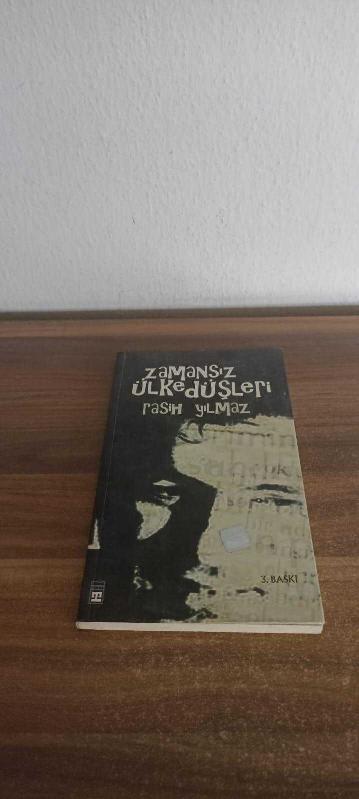 zamansız
ülkedüşleri
rasih yılmaz
3. BASKI